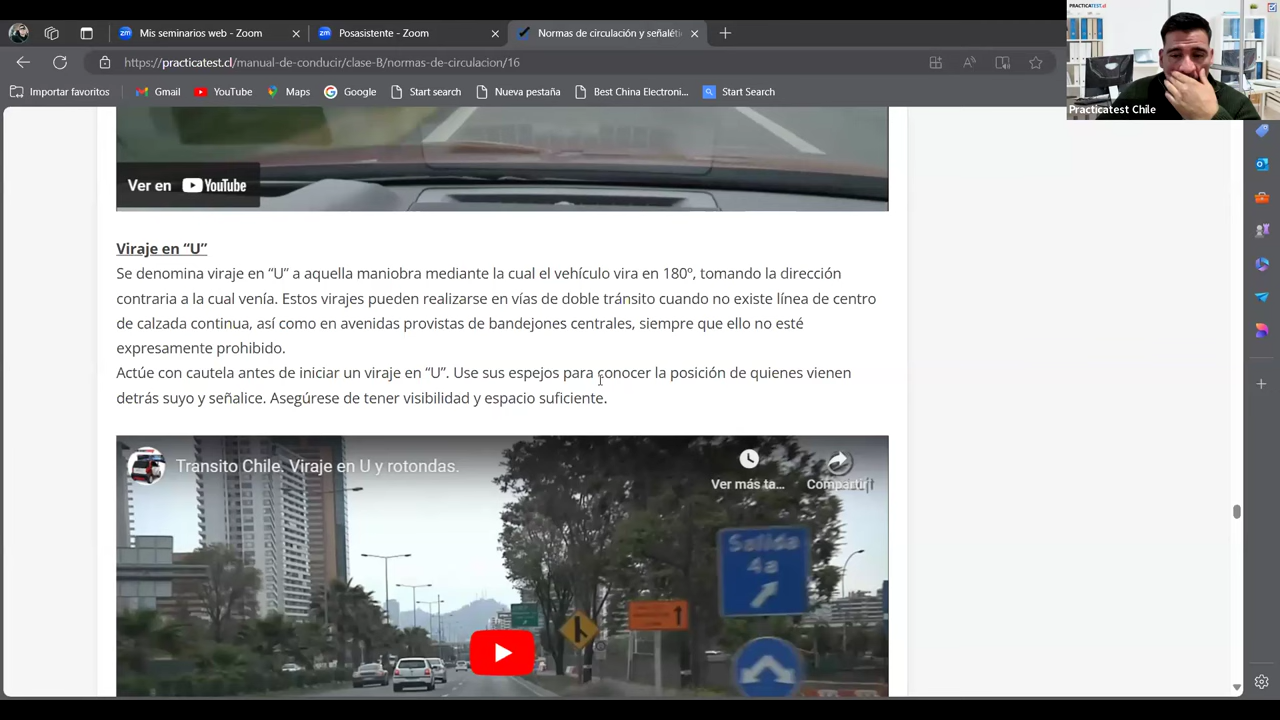 Mis seminarios web - Zoom
Posasistente - Zoom
Normas de circulación y señaléti
https://practicatest.cl/manual-de-conducir/clase-B/normas-de-circulacion/16
Importar favoritos
Gmail
YouTube
Maps
Google
Start search
Nueva pestaña
Best China Electroni...
Start Search
PRACTICATEST.cl
Practicatest Chile
Ver en YouTube
Viraje en “U”
Se denomina viraje en “U” a aquella maniobra mediante la cual el vehículo vira en 180º, tomando la dirección
contraria a la cual venía. Estos virajes pueden realizarse en vías de doble tránsito cuando no existe línea de centro
de calzada continua, así como en avenidas provistas de bandejones centrales, siempre que ello no esté
expresamente prohibido.
Actúe con cautela antes de iniciar un viraje en “U”. Use sus espejos para conocer la posición de quienes vienen
detrás suyo y señalice. Asegúrese de tener visibilidad y espacio suficiente.
Transito Chile. Viraje en U y rotondas.
Ver más ta...
Compartir
Salida
4a